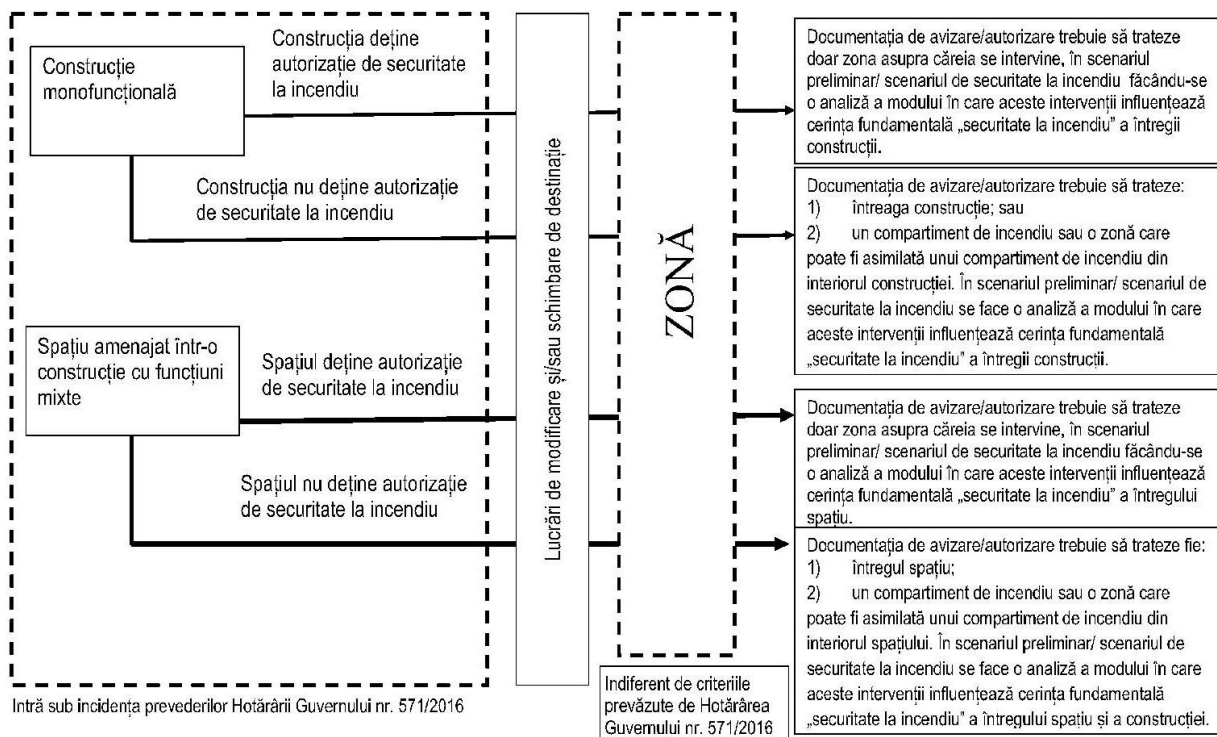 Construcție
monofuncțională
Construcția deține
autorizație de securitate
la incendiu
Construcția nu deține autorizație
de securitate la incendiu
Spațiu amenajat într-o
construcție cu funcțiuni
mixte
Spațiul deține autorizație
de securitate la incendiu
Spațiul nu deține autorizație
de securitate la incendiu
Intră sub incidența prevederilor Hotărârii Guvernului nr. 571/2016
Lucrări de modificare și/sau schimbare de destinație
ZONĂ
Indiferent de criteriile
prevăzute de Hotărârea
Guvernului nr. 571/2016
Documentația de avizare/autorizare trebuie să trateze
doar zona asupra căreia se intervine, în scenariul
preliminar/ scenariul de securitate la incendiu făcându-se
o analiză a modului în care aceste intervenții influențează
cerința fundamentală „securitate la incendiu” a întregii
construcții.
Documentația de avizare/autorizare trebuie să trateze:
1) întreaga construcție; sau
2) un compartiment de incendiu sau o zonă care
poate fi asimilată unui compartiment de incendiu din
interiorul construcției. În scenariul preliminar/ scenariul de
securitate la incendiu se face o analiză a modului în care
aceste intervenții influențează cerința fundamentală
„securitate la incendiu” a întregii construcții.
Documentația de avizare/autorizare trebuie să trateze
doar zona asupra căreia se intervine, în scenariul
preliminar/ scenariul de securitate la incendiu făcându-se
o analiză a modului în care aceste intervenții influențează
cerința fundamentală „securitate la incendiu” a întregului
spațiu.
Documentația de avizare/autorizare trebuie să trateze fie:
1) întregul spațiu;
2) un compartiment de incendiu sau o zonă care
poate fi asimilată unui compartiment de incendiu din
interiorul spațiului. În scenariul preliminar/ scenariul de
securitate la incendiu se face o analiză a modului în care
aceste intervenții influențează cerința fundamentală
„securitate la incendiu” a întregului spațiu și a construcției.